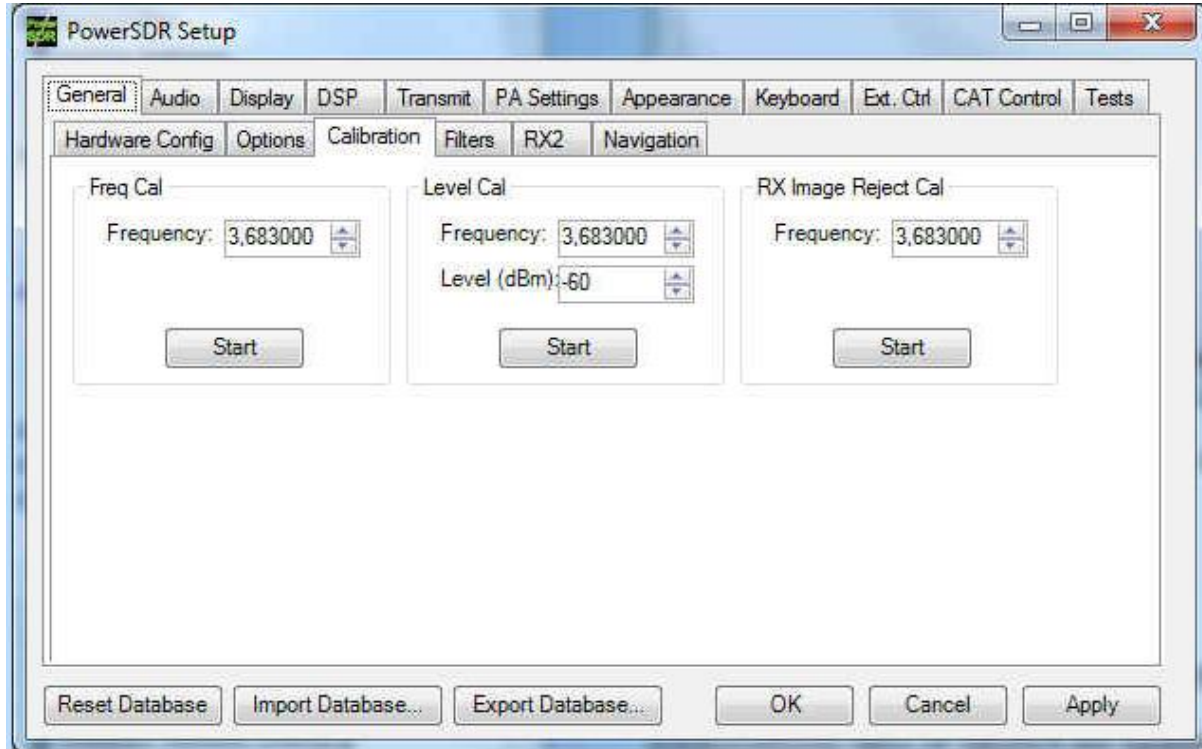 PowerSDR Setup
General Audio Display DSP Transmit PA Settings Appearance Keyboard Ext. Ctrl CAT Control Tests
Hardware Config Options Calibration Filters RX2 Navigation
Freq Cal
Frequency: 3,683000
Start
Level Cal
Frequency: 3,683000
Level (dBm): -60
Start
RX Image Reject Cal
Frequency: 3,683000
Start
Reset Database Import Database... Export Database... OK Cancel Apply